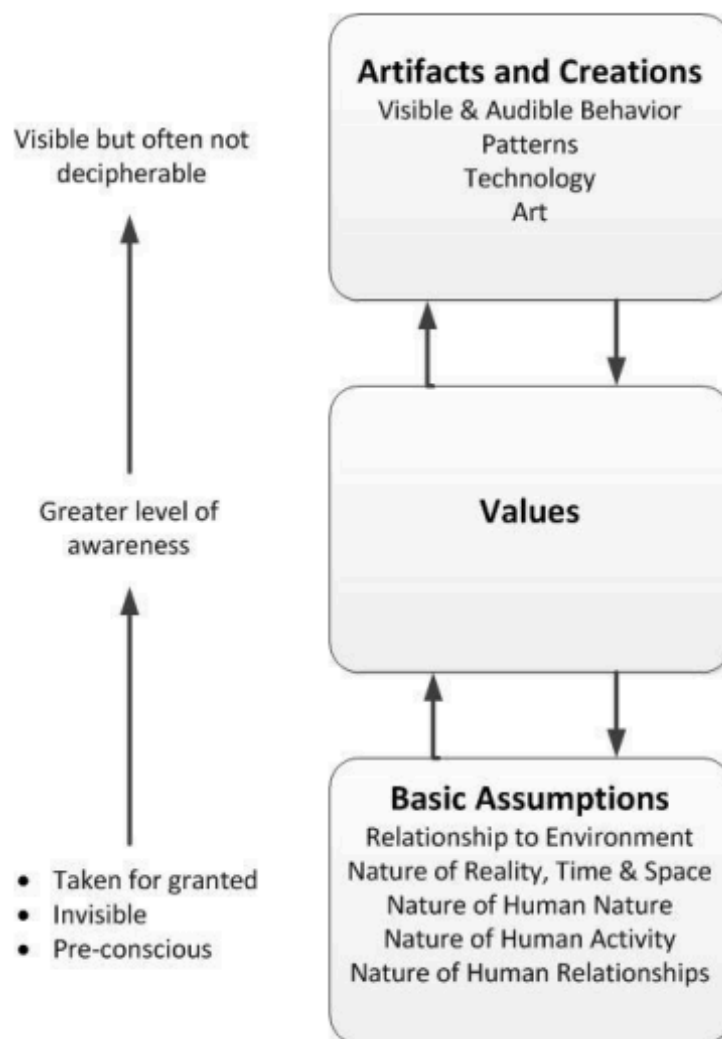 Artifacts and Creations
Visible & Audible Behavior
Patterns
Technology
Art
Visible but often not
decipherable
Values
Greater level of
awareness
Basic Assumptions
Relationship to Environment
Nature of Reality, Time & Space
Nature of Human Nature
Nature of Human Activity
Nature of Human Relationships
• Taken for granted
• Invisible
• Pre-conscious